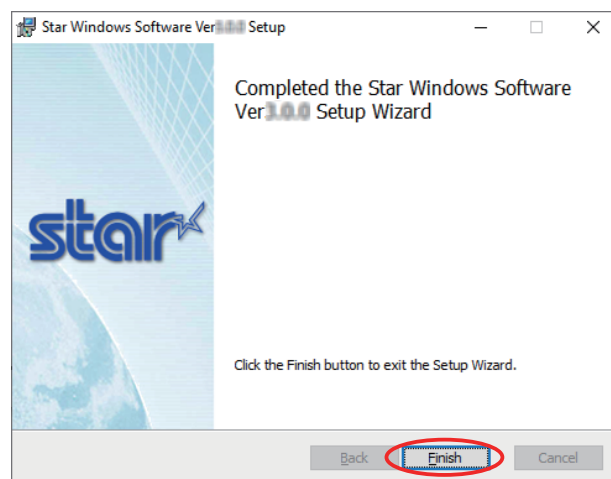 Star Windows Software Ver Setup
Completed the Star Windows Software
Ver Setup Wizard
star
Click the Finish button to exit the Setup Wizard.
Back Finish Cancel